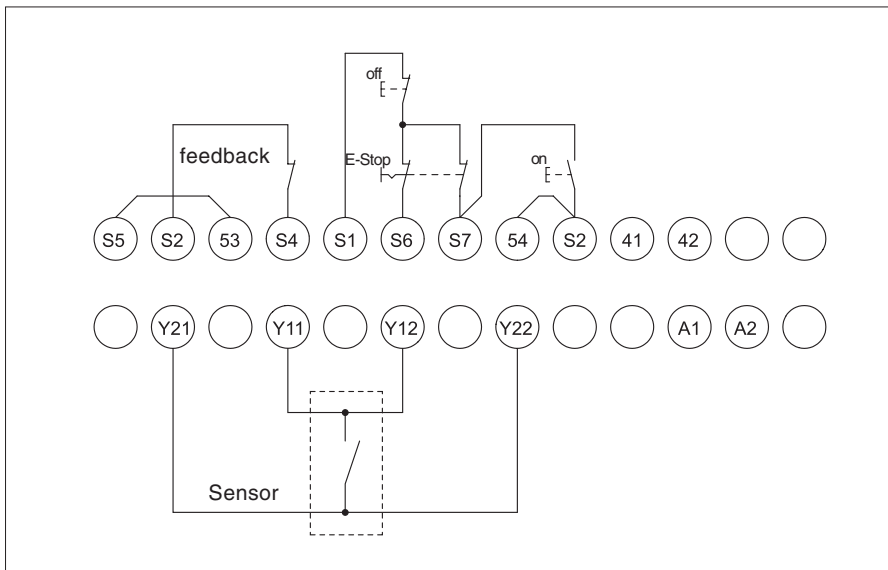 off
feedback
E-Stop
on
S5 S2 53 S4 S1 S6 S7 54 S2 41 42
Y21 Y11 Y12 Y22 A1 A2
Sensor